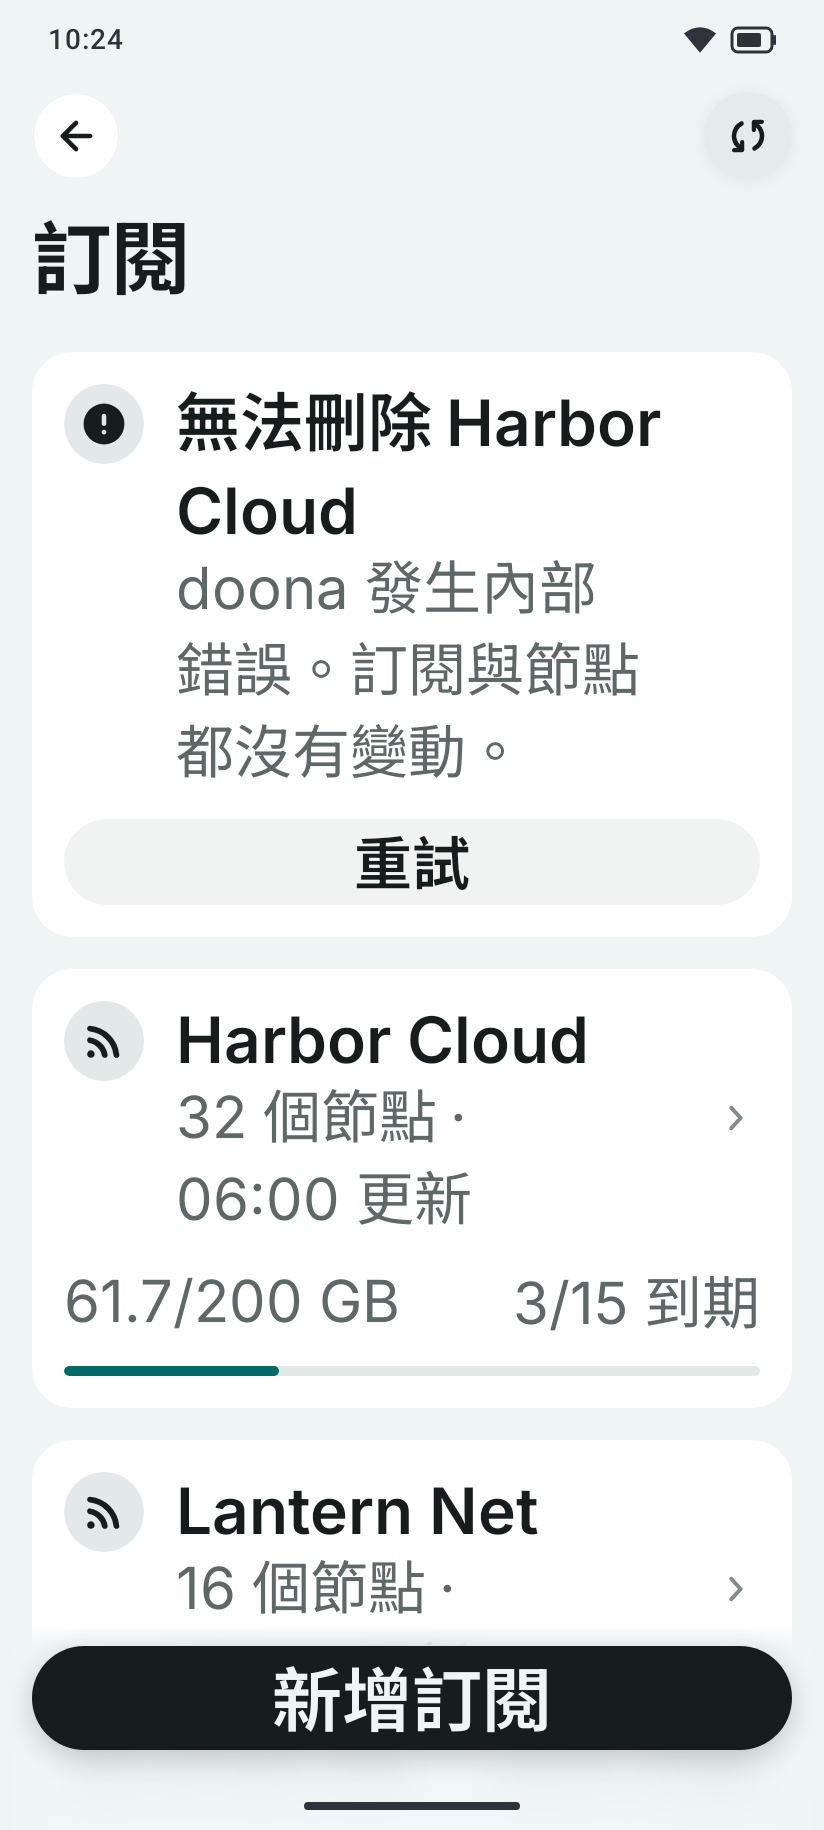 10:24
訂閱
無法刪除 Harbor
Cloud
doona 發生內部
錯誤。訂閱與節點
都沒有變動。
重試
Harbor Cloud
32 個節點 ·
06:00 更新
61.7/200 GB
3/15 到期
Lantern Net
16 個節點 ·
新增訂閱